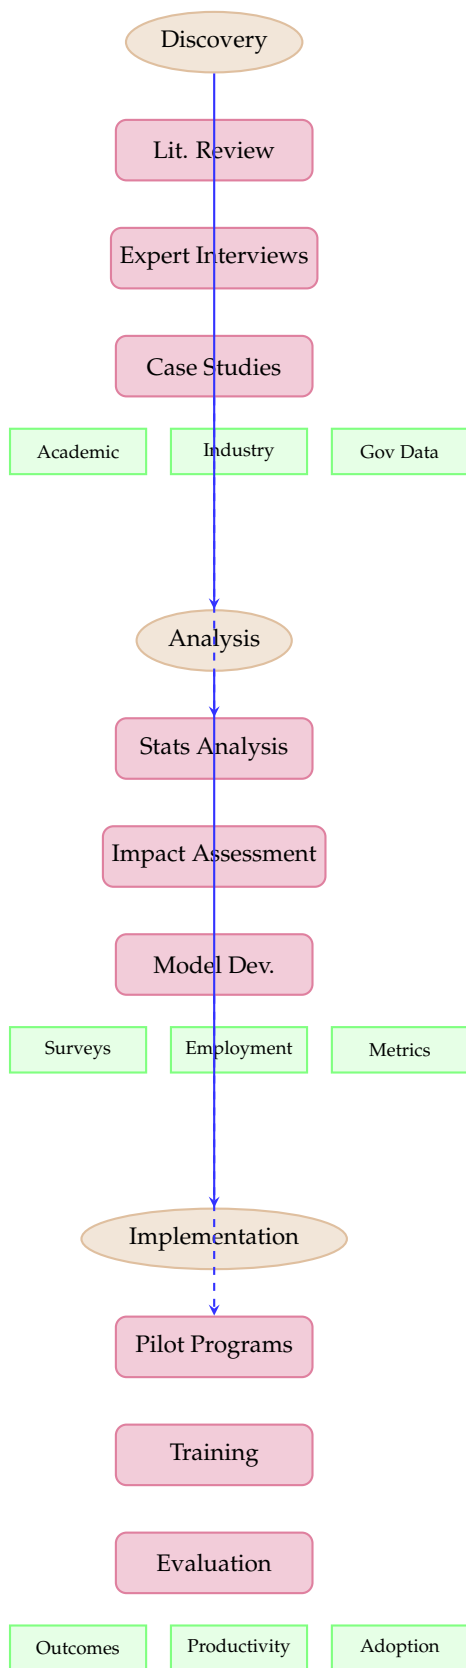 Discovery
Lit. Review
Expert Interviews
Case Studies
Academic
Industry
Gov Data
Analysis
Stats Analysis
Impact Assessment
Model Dev.
Surveys
Employment
Metrics
Implementation
Pilot Programs
Training
Evaluation
Outcomes
Productivity
Adoption